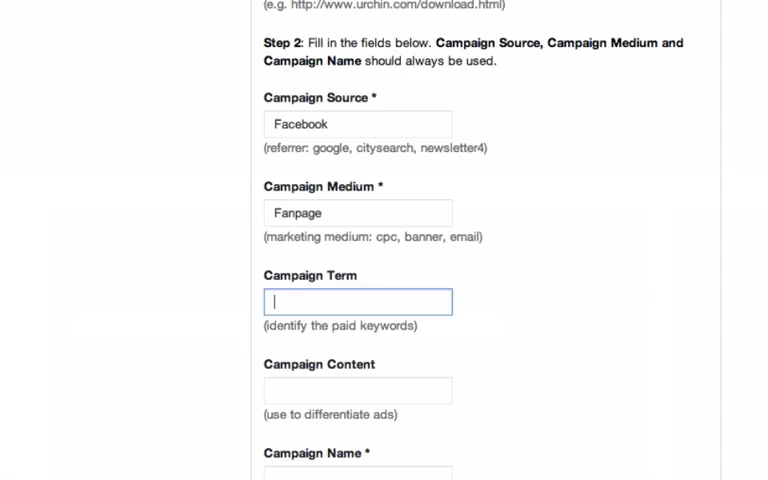 (e.g. http://www.urchin.com/download.html)
Step 2: Fill in the fields below. Campaign Source, Campaign Medium and
Campaign Name should always be used.
Campaign Source *
Facebook
(referrer: google, citysearch, newsletter4)
Campaign Medium *
Fanpage
(marketing medium: cpc, banner, email)
Campaign Term
(identify the paid keywords)
Campaign Content
(use to differentiate ads)
Campaign Name *